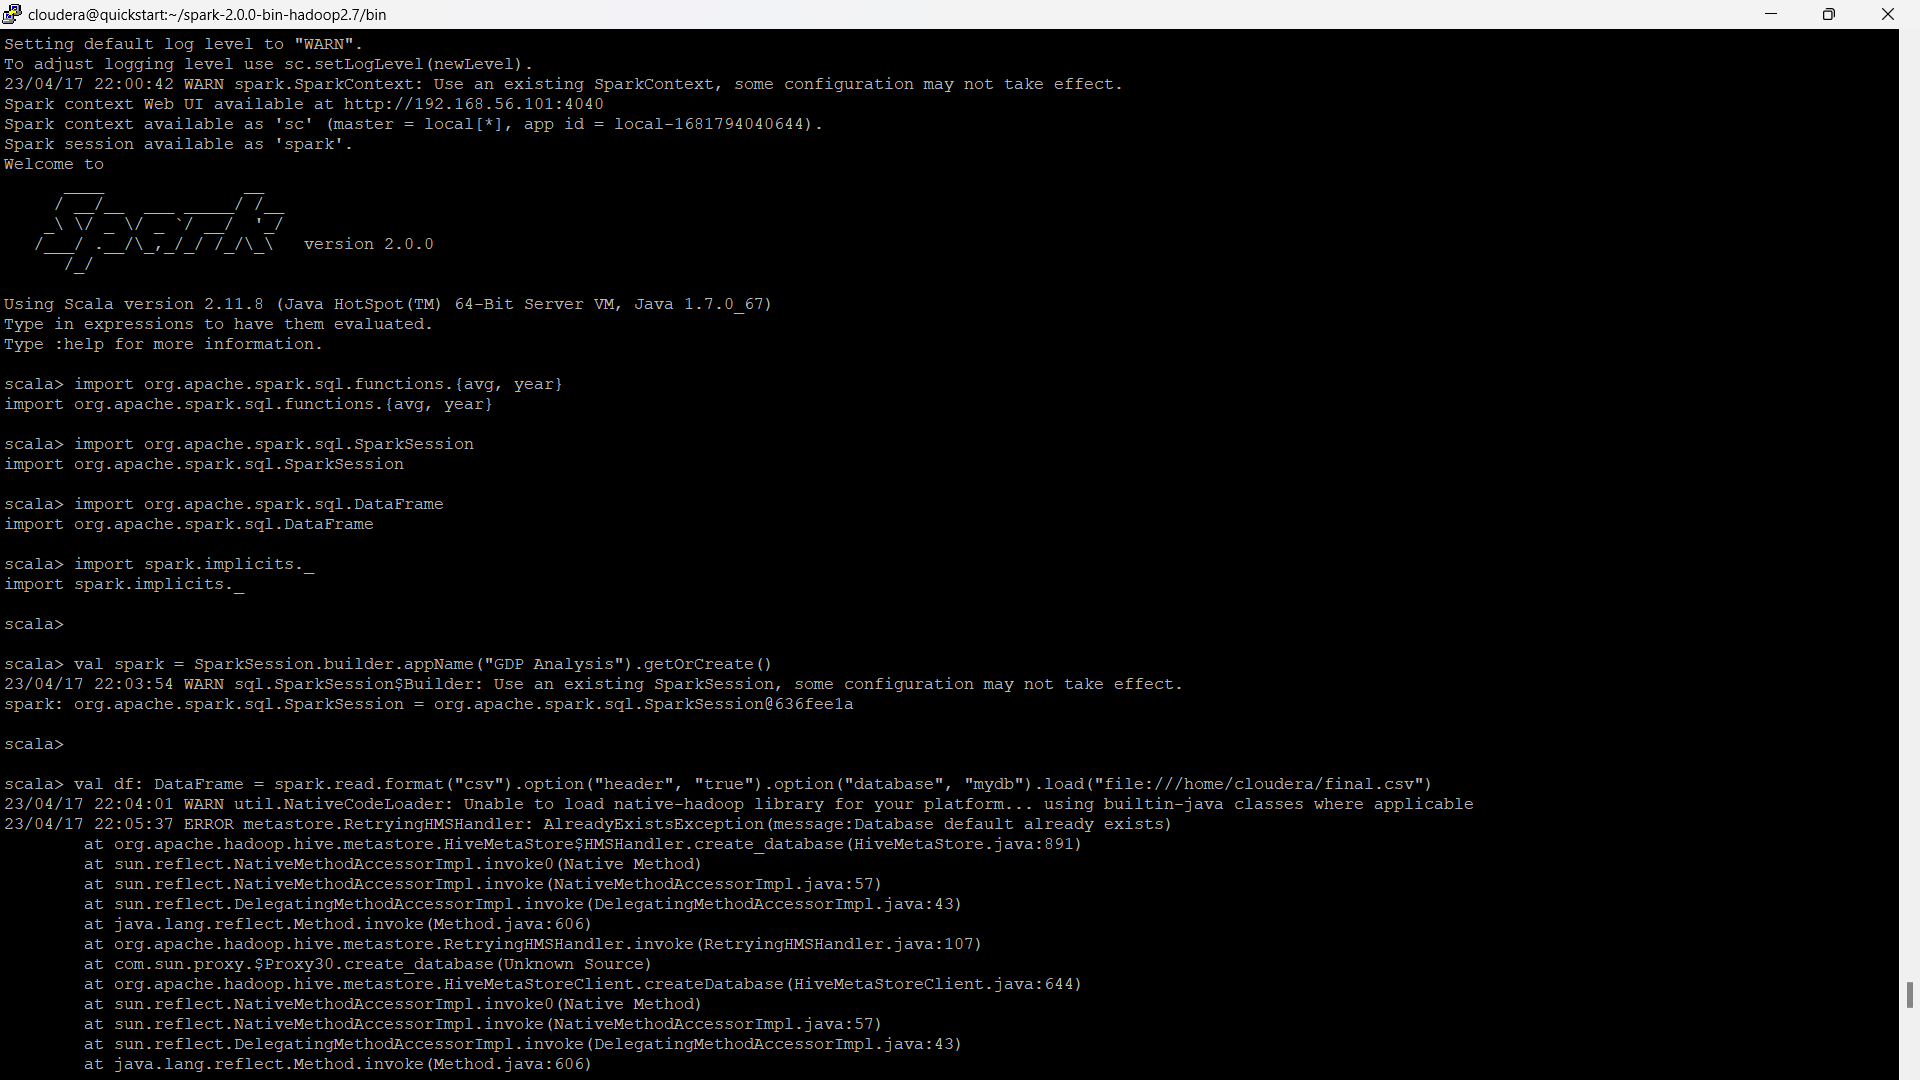 cloudera@quickstart:~/spark-2.0.0-bin-hadoop2.7/bin
Setting default log level to "WARN".
To adjust logging level use sc.setLogLevel(newLevel).
23/04/17 22:00:42 WARN spark.SparkContext: Use an existing SparkContext, some configuration may not take effect.
Spark context Web UI available at http://192.168.56.101:4040
Spark context available as 'sc' (master = local[*], app id = local-1681794040644).
Spark session available as 'spark'.
Welcome to
      ____              __
     / __/__  ___ _____/ /__
    _\ \/ _ \/ _ `/ __/  '_/
   /___/ .__/\_,_/_/ /_/\_\   version 2.0.0
      /_/
Using Scala version 2.11.8 (Java HotSpot(TM) 64-Bit Server VM, Java 1.7.0_67)
Type in expressions to have them evaluated.
Type :help for more information.
scala> import org.apache.spark.sql.functions.{avg, year}
import org.apache.spark.sql.functions.{avg, year}
scala> import org.apache.spark.sql.SparkSession
import org.apache.spark.sql.SparkSession
scala> import org.apache.spark.sql.DataFrame
import org.apache.spark.sql.DataFrame
scala> import spark.implicits._
import spark.implicits._
scala>
scala> val spark = SparkSession.builder.appName("GDP Analysis").getOrCreate()
23/04/17 22:03:54 WARN sql.SparkSession$Builder: Use an existing SparkSession, some configuration may not take effect.
spark: org.apache.spark.sql.SparkSession = org.apache.spark.sql.SparkSession@636fee1a
scala>
scala> val df: DataFrame = spark.read.format("csv").option("header", "true").option("database", "mydb").load("file:///home/cloudera/final.csv")
23/04/17 22:04:01 WARN util.NativeCodeLoader: Unable to load native-hadoop library for your platform... using builtin-java classes where applicable
23/04/17 22:05:37 ERROR metastore.RetryingHMSHandler: AlreadyExistsException(message:Database default already exists)
        at org.apache.hadoop.hive.metastore.HiveMetaStore$HMSHandler.create_database(HiveMetaStore.java:891)
        at sun.reflect.NativeMethodAccessorImpl.invoke0(Native Method)
        at sun.reflect.NativeMethodAccessorImpl.invoke(NativeMethodAccessorImpl.java:57)
        at sun.reflect.DelegatingMethodAccessorImpl.invoke(DelegatingMethodAccessorImpl.java:43)
        at java.lang.reflect.Method.invoke(Method.java:606)
        at org.apache.hadoop.hive.metastore.RetryingHMSHandler.invoke(RetryingHMSHandler.java:107)
        at com.sun.proxy.$Proxy30.create_database(Unknown Source)
        at org.apache.hadoop.hive.metastore.HiveMetaStoreClient.createDatabase(HiveMetaStoreClient.java:644)
        at sun.reflect.NativeMethodAccessorImpl.invoke0(Native Method)
        at sun.reflect.NativeMethodAccessorImpl.invoke(NativeMethodAccessorImpl.java:57)
        at sun.reflect.DelegatingMethodAccessorImpl.invoke(DelegatingMethodAccessorImpl.java:43)
        at java.lang.reflect.Method.invoke(Method.java:606)